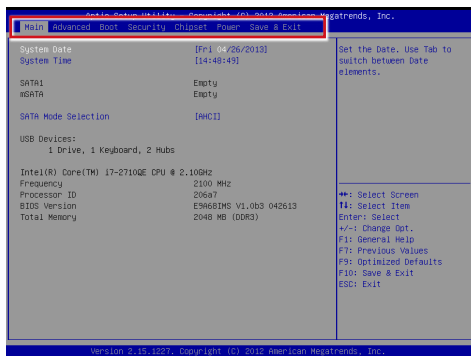 Aptio Setup Utility - Copyright (C) 2012 American Megatrends, Inc.
Main Advanced Boot Security Chipset Power Save & Exit
System Date [Fri 04/26/2013]
System Time [14:48:49]
SATA1 Empty
mSATA Empty
SATA Mode Selection [AHCI]
USB Devices:
1 Drive, 1 Keyboard, 2 Hubs
Intel(R) Core(TM) i7-2710QE CPU @ 2.10GHz
Frequency 2100 MHz
Processor ID 206a7
BIOS Version E9A68IMS V1.0b3 042613
Total Memory 2048 MB (DDR3)
Set the Date. Use Tab to
switch between Date
elements.
→←: Select Screen
↑↓: Select Item
Enter: Select
+/-: Change Opt.
F1: General Help
F7: Previous Values
F9: Optimized Defaults
F10: Save & Exit
ESC: Exit
Version 2.15.1227. Copyright (C) 2012 American Megatrends, Inc.